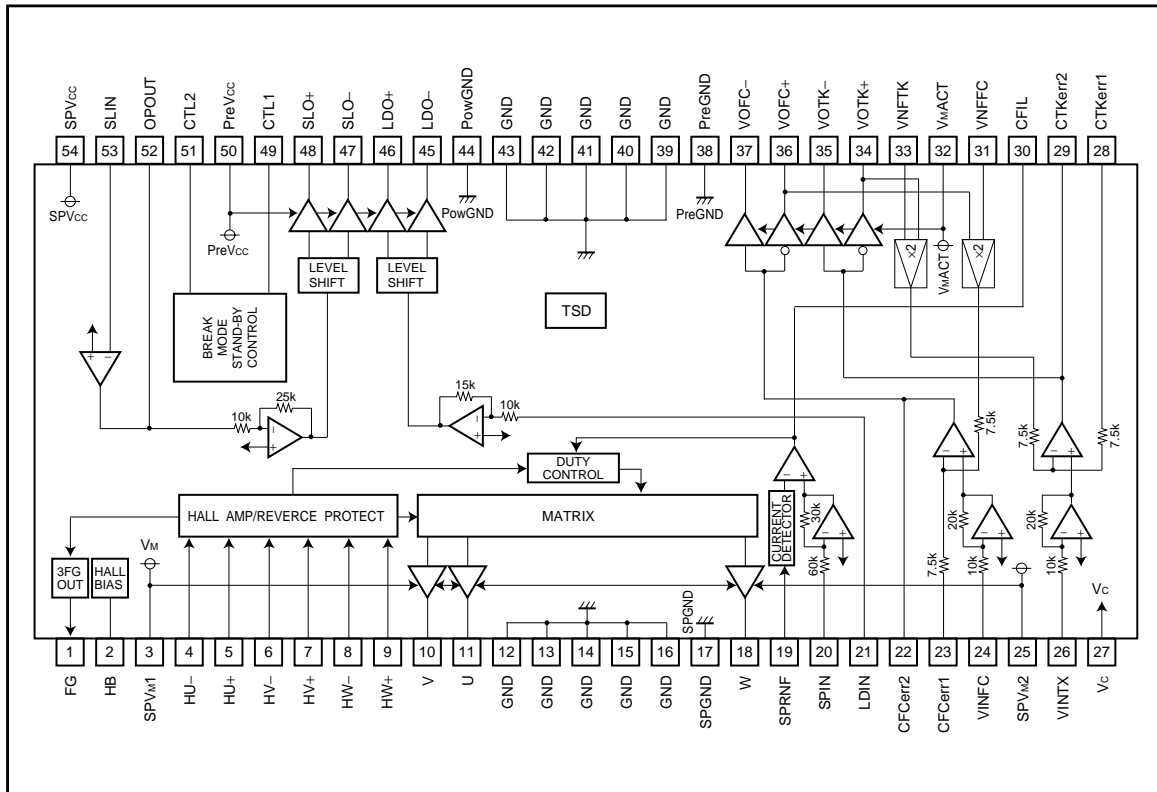 SPVCC
SLIN
OPOUT
CTL2
PreVCC
CTL1
SLO+
SLO−
LDO+
LDO−
PowGND
GND
GND
GND
GND
GND
PreGND
VOFC−
VOFC+
VOTK−
VOTK+
VNFTK
VMACT
VNFFC
CFIL
CTKerr2
CTKerr1
54 53 52 51 50 49 48 47 46 45 44 43 42 41 40 39 38 37 36 35 34 33 32 31 30 29 28
SPVCC
PreVCC
PowGND
PreGND
VMACT
×2
×2
LEVEL
SHIFT
LEVEL
SHIFT
BREAK
MODE
STAND-BY
CONTROL
TSD
+ −
10k
25k
−
+
15k
10k
−
+
7.5k
7.5k
7.5k
− +
− +
− +
DUTY
CONTROL
HALL AMP/REVERCE PROTECT
MATRIX
CURRENT
DETECTOR
30k
60k
− +
20k
10k
− +
7.5k
20k
10k
− +
VM
3FG
OUT
HALL
BIAS
SPGND
VC
1 2 3 4 5 6 7 8 9 10 11 12 13 14 15 16 17 18 19 20 21 22 23 24 25 26 27
FG
HB
SPVM1
HU−
HU+
HV−
HV+
HW−
HW+
V
U
GND
GND
GND
GND
GND
SPGND
W
SPRNF
SPIN
LDIN
CFCerr2
CFCerr1
VINFC
SPVM2
VINTX
VC